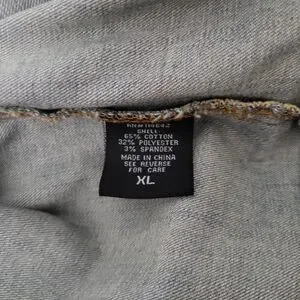 SHELL:
65% COTTON
32% POLYESTER
3% SPANDEX
MADE IN CHINA
SEE REVERSE
FOR CARE
XL